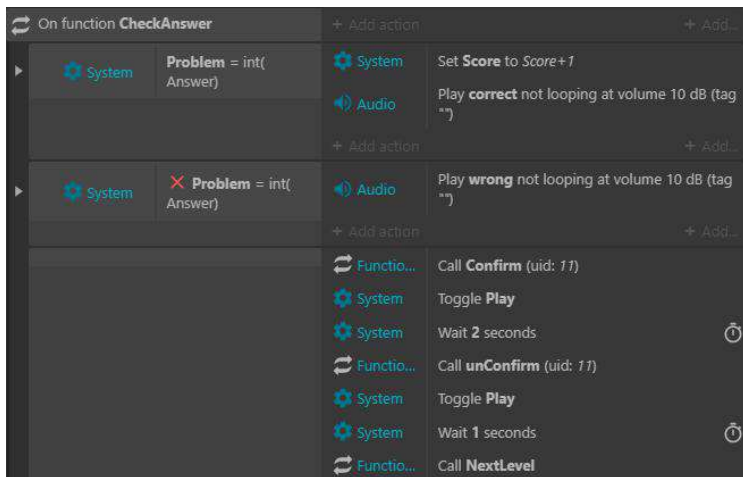 On function CheckAnswer
+ Add action
+ Add...
System
Problem = int(
Answer)
System
Set Score to Score+1
Audio
Play correct not looping at volume 10 dB (tag
"")
+ Add action
+ Add...
System
Problem = int(
Answer)
Audio
Play wrong not looping at volume 10 dB (tag
"")
+ Add action
+ Add...
Functio...
Call Confirm (uid: 11)
System
Toggle Play
System
Wait 2 seconds
Functio...
Call unConfirm (uid: 11)
System
Toggle Play
System
Wait 1 seconds
Functio...
Call NextLevel